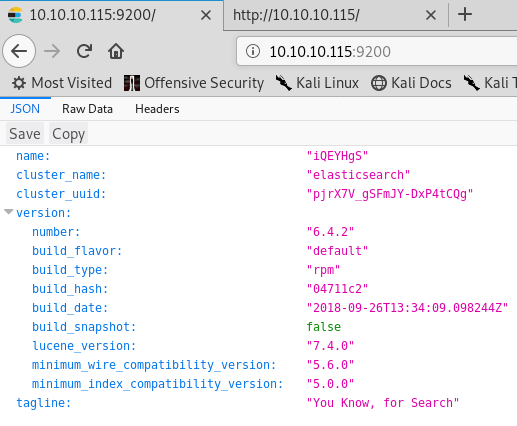 10.10.10.115:9200/
http://10.10.10.115/
10.10.10.115:9200
Most Visited Offensive Security Kali Linux Kali Docs Kali T
JSON Raw Data Headers
Save Copy
name: "iQEYHgS"
cluster_name: "elasticsearch"
cluster_uuid: "pjrX7V_gSFmJY-DxP4tCQg"
version:
number: "6.4.2"
build_flavor: "default"
build_type: "rpm"
build_hash: "04711c2"
build_date: "2018-09-26T13:34:09.098244Z"
build_snapshot: false
lucene_version: "7.4.0"
minimum_wire_compatibility_version: "5.6.0"
minimum_index_compatibility_version: "5.0.0"
tagline: "You Know, for Search"